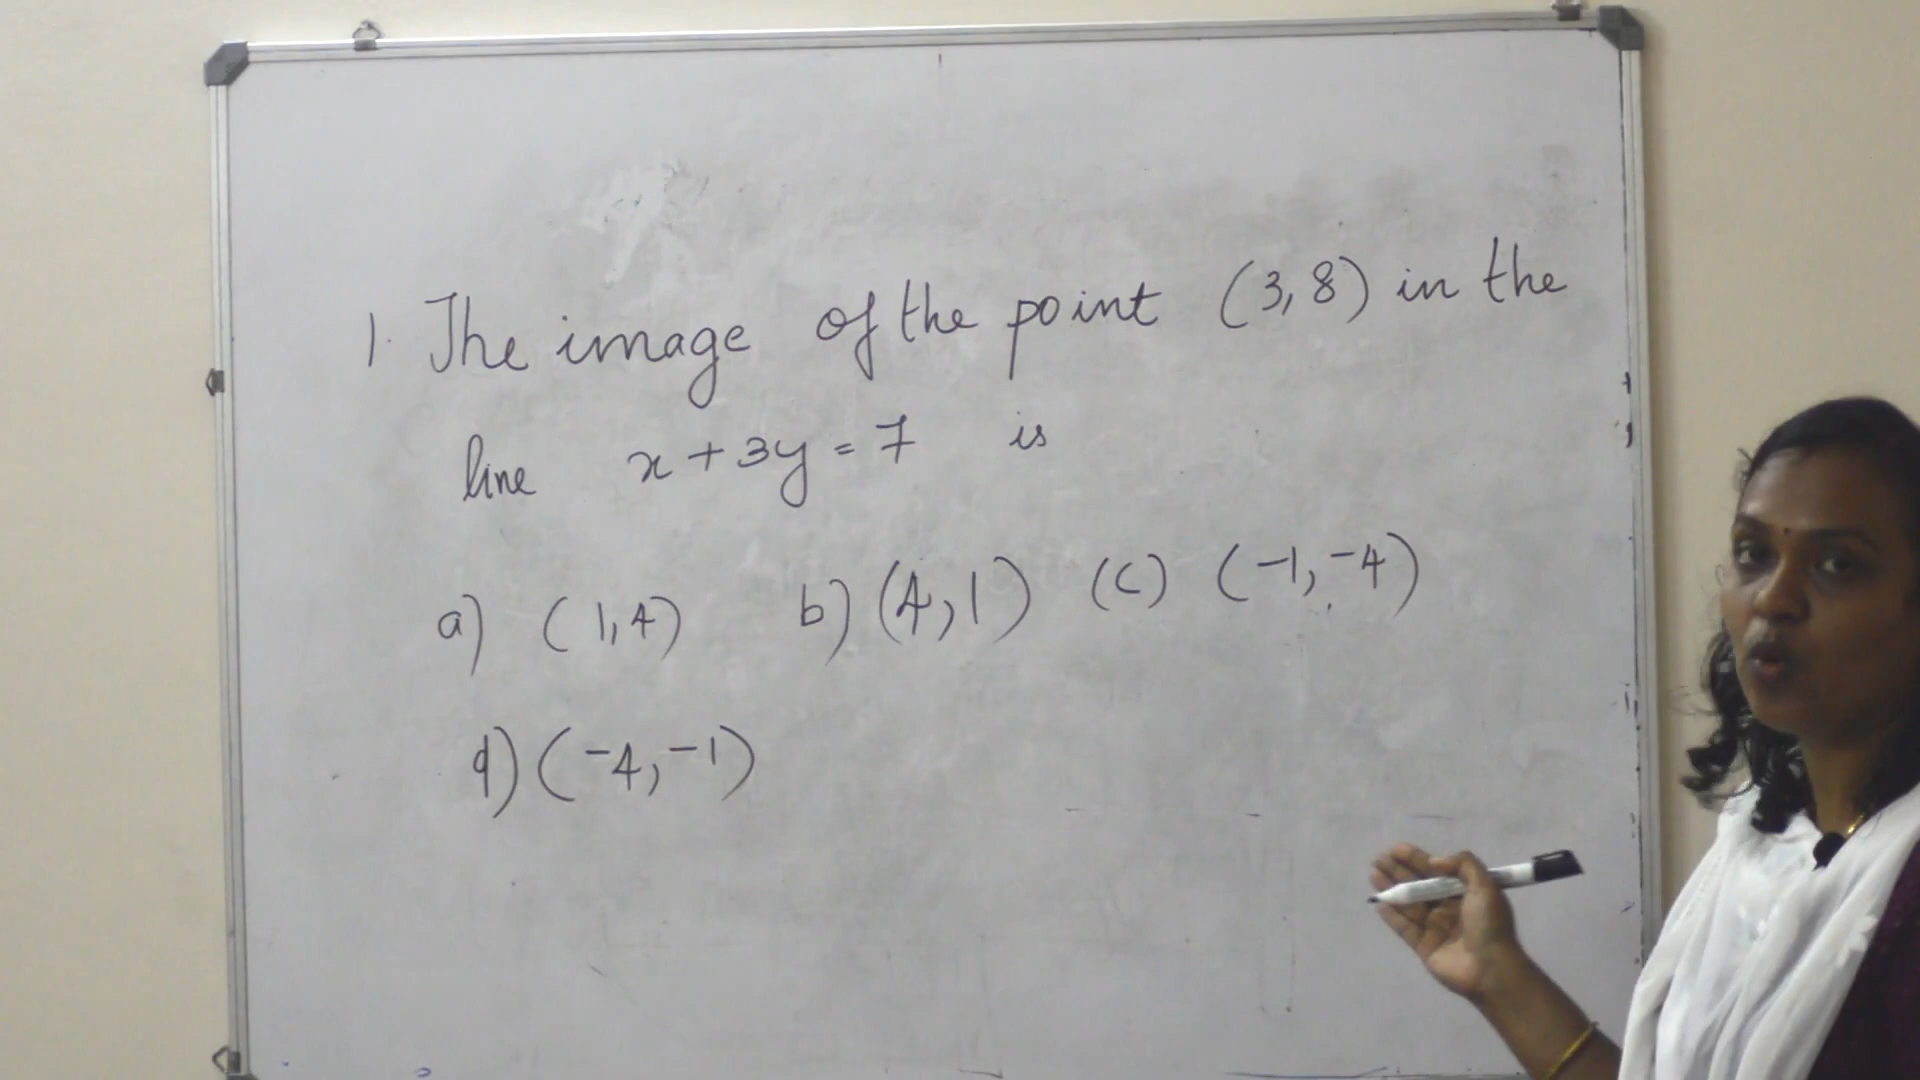 1. The image of the point (3,8) in the
line x+3y=7 is
a) (1,4) b) (4,1) (c) (-1,-4)
d) (-4,-1)